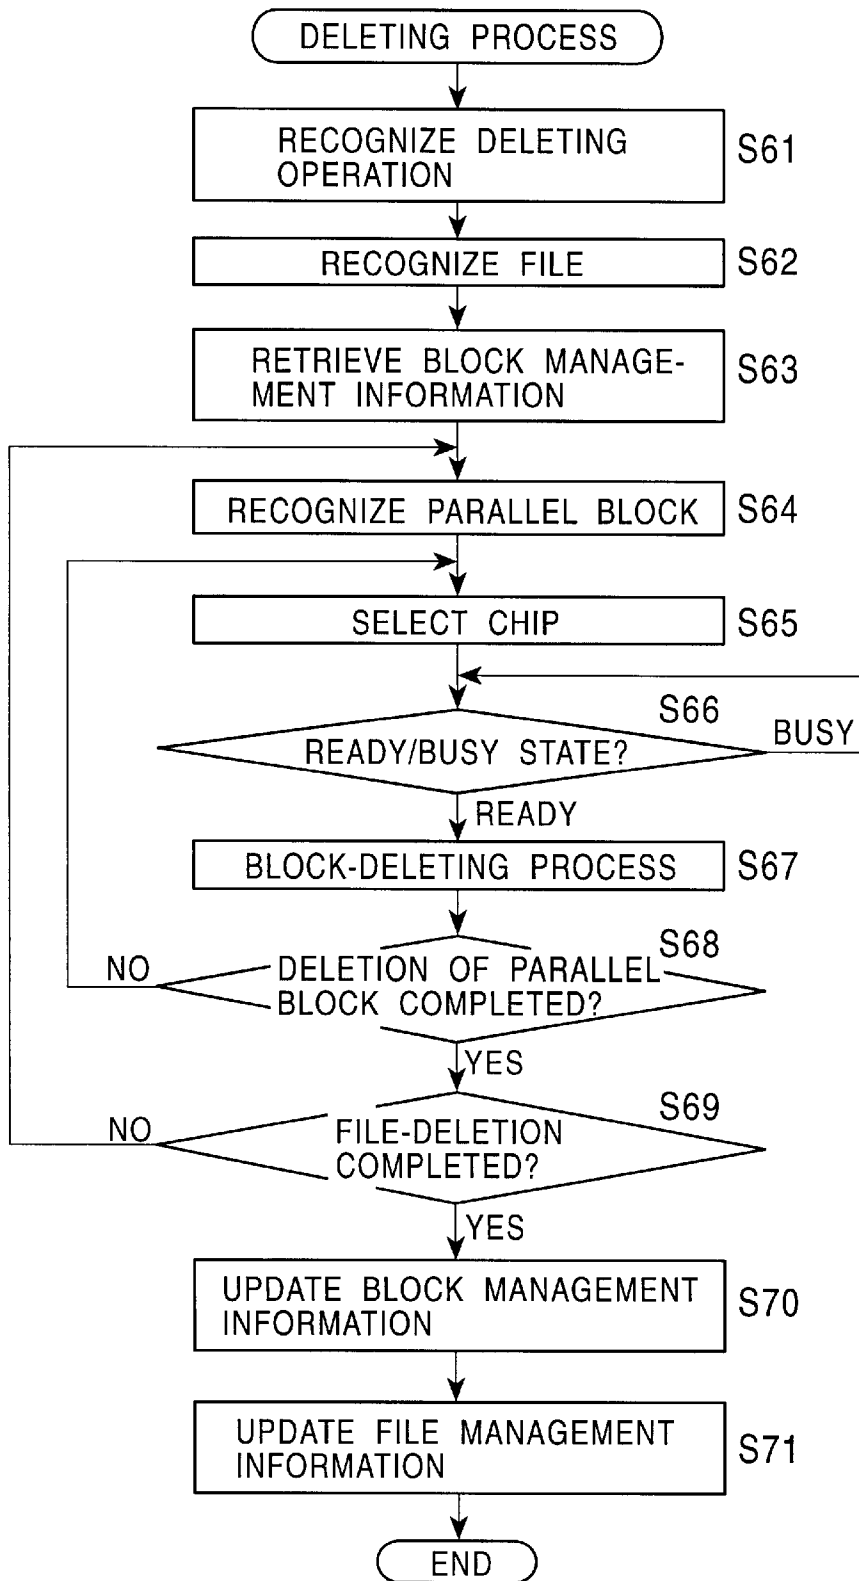 DELETING PROCESS
RECOGNIZE DELETING
OPERATION
S61
RECOGNIZE FILE
S62
RETRIEVE BLOCK MANAGE-
MENT INFORMATION
S63
RECOGNIZE PARALLEL BLOCK
S64
SELECT CHIP
S65
S66
READY/BUSY STATE?
BUSY
READY
BLOCK-DELETING PROCESS
S67
S68
NO
DELETION OF PARALLEL
BLOCK COMPLETED?
YES
S69
NO
FILE-DELETION
COMPLETED?
YES
UPDATE BLOCK MANAGEMENT
INFORMATION
S70
UPDATE FILE MANAGEMENT
INFORMATION
S71
END